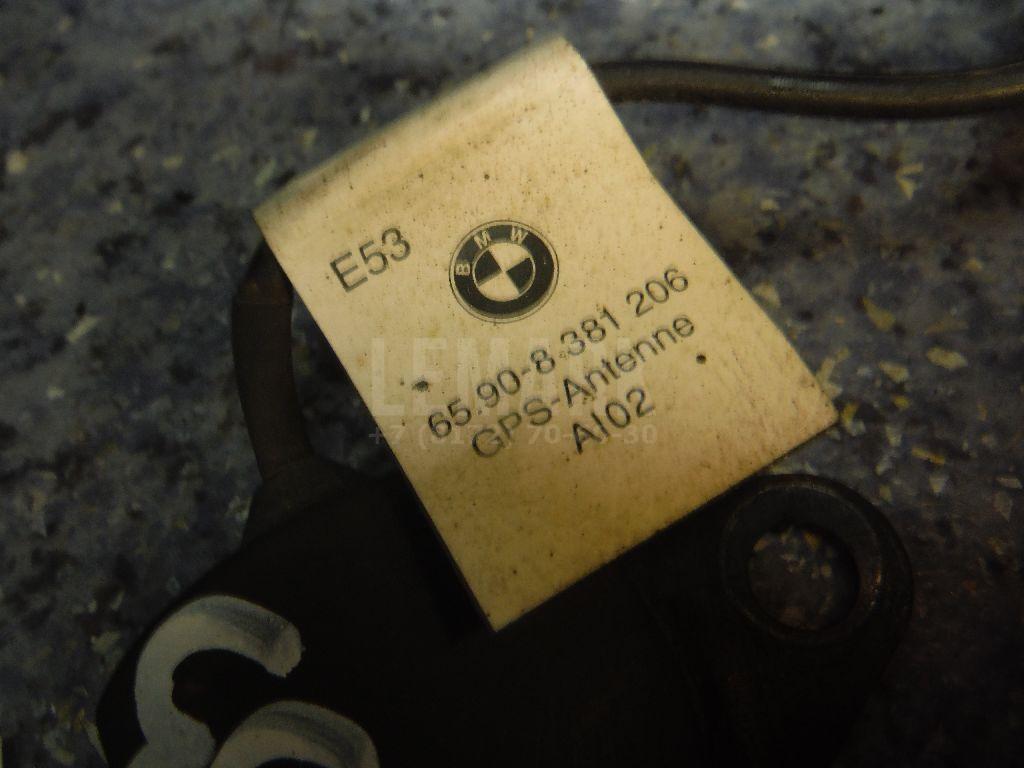 E53
BMW
65.90-8 381 206
GPS-Antenne
AI02